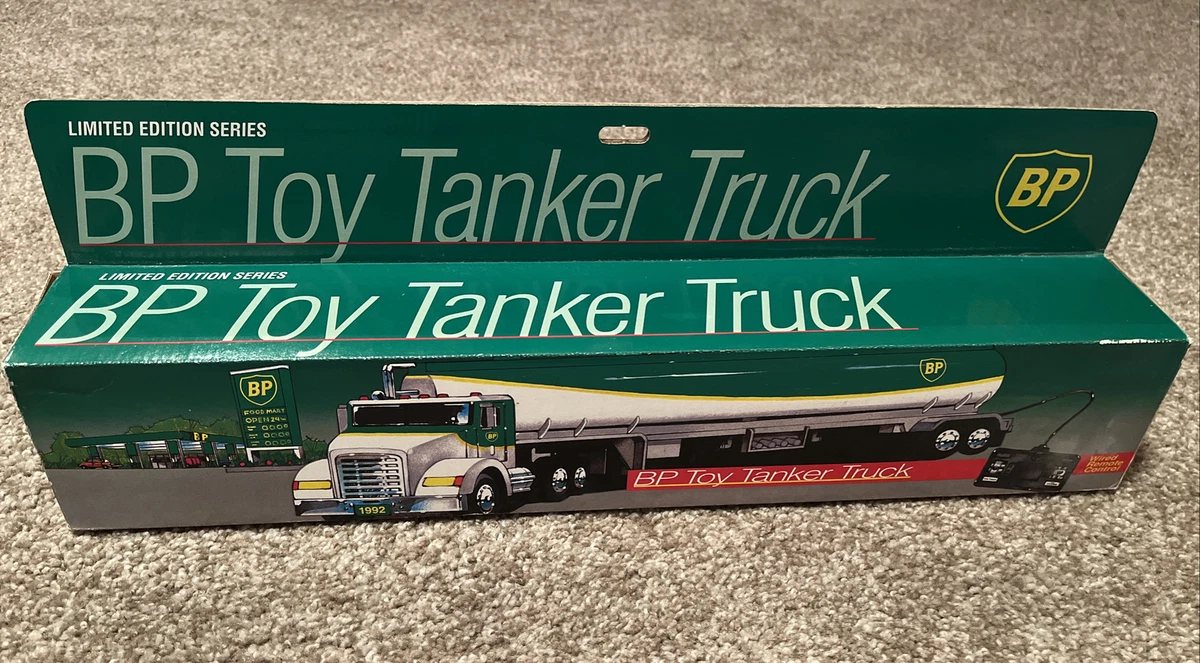 LIMITED EDITION SERIES
BP Toy Tanker Truck
BP
LIMITED EDITION SERIES
BP Toy Tanker Truck
BP
FOOD MART
OPEN 24
BP
BP
BP
1992
BP Toy Tanker Truck
Wired
Remote
Control